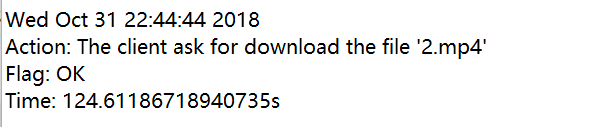 Wed Oct 31 22:44:44 2018
Action: The client ask for download the file '2.mp4'
Flag: OK
Time: 124.61186718940735s